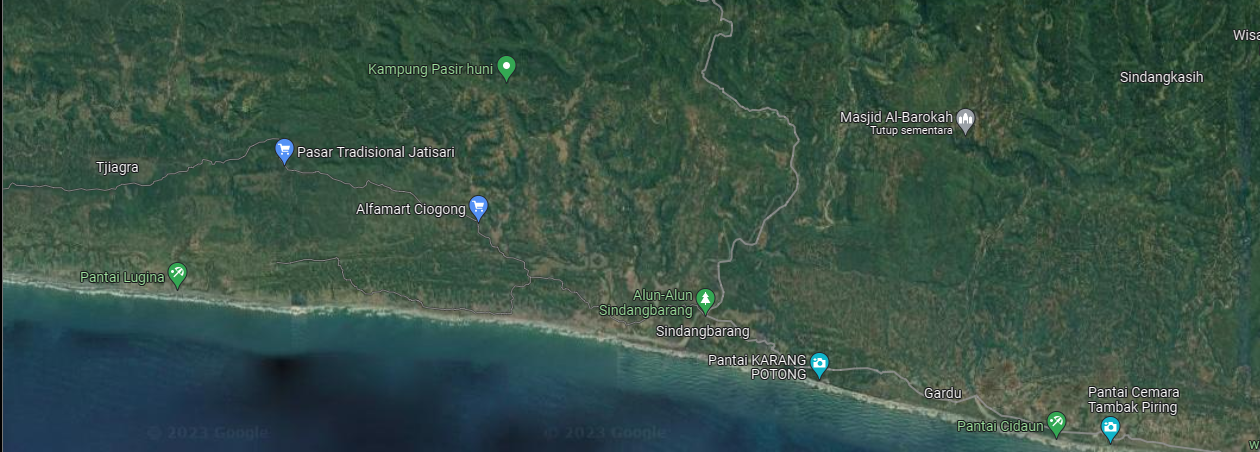 Wisa
Kampung Pasir huni
Sindangkasih
Masjid Al-Barokah
Tutup sementara
Pasar Tradisional Jatisari
Tjiagra
Alfamart Ciogong
Pantai Lugina
Alun-Alun
Sindangbarang
Sindangbarang
Pantai KARANG
POTONG
Gardu
Pantai Cemara
Tambak Piring
Pantai Cidaun
© 2023 Google
© 2023 Google
W